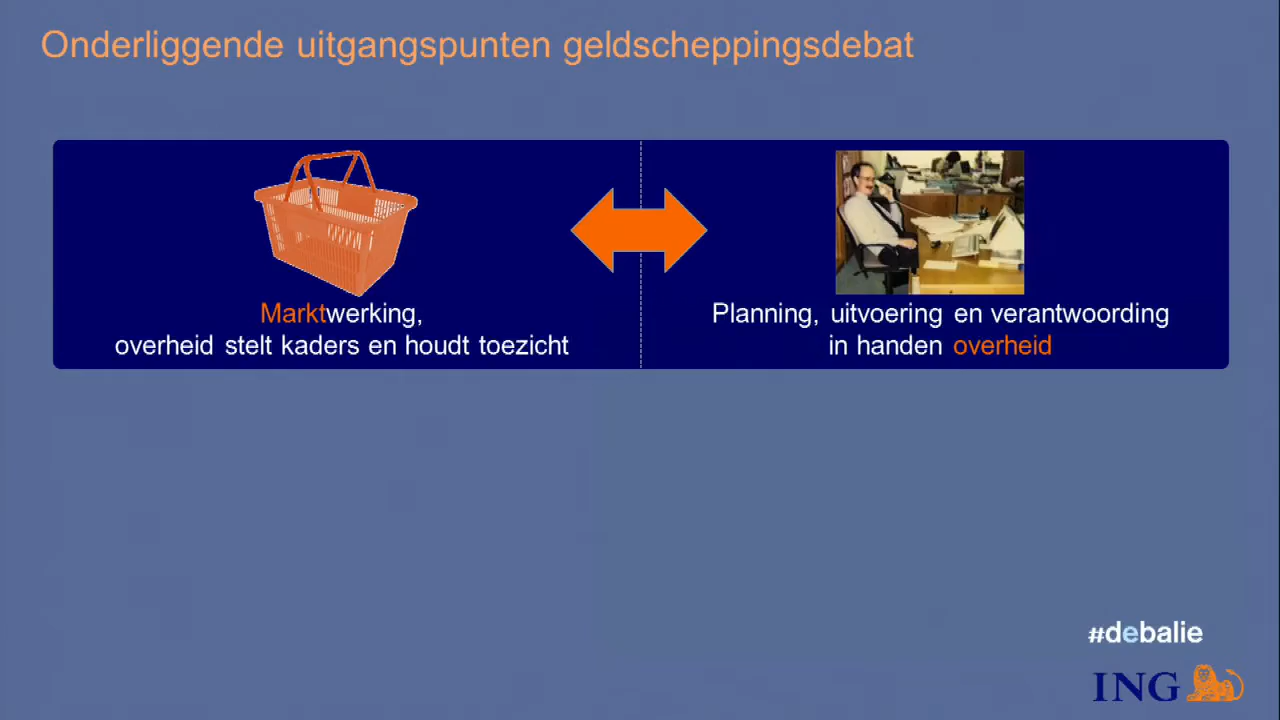 Onderliggende uitgangspunten geldscheppingsdebat
Marktwerking,
overheid stelt kaders en houdt toezicht
Planning, uitvoering en verantwoording
in handen overheid
#debalie
ING